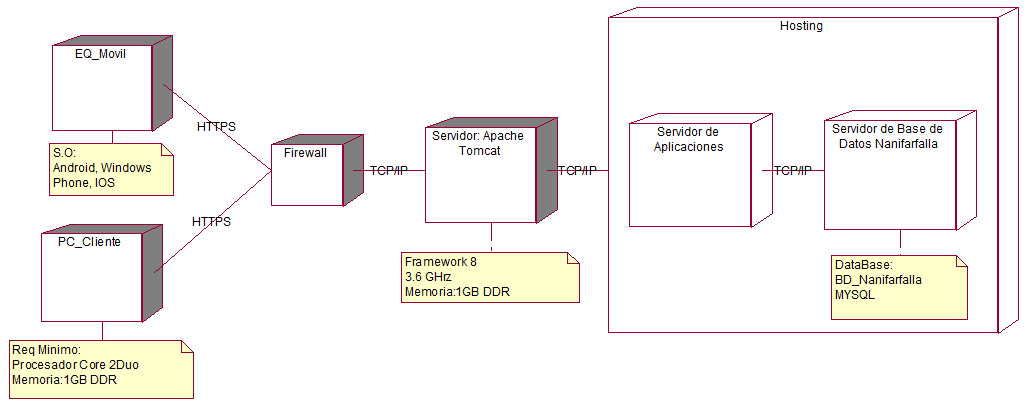 Hosting
EQ_Movil
HTTPS
S.O:
Android, Windows
Phone, IOS
Firewall
TCP/IP
Servidor: Apache
Tomcat
TCP/IP
Servidor de
Aplicaciones
TCP/IP
Servidor de Base de
Datos Nanifarfalla
HTTPS
PC_Cliente
Framework 8
3.6 GHrz
Memoria:1GB DDR
DataBase:
BD_Nanifarfalla
MYSQL
Req Minimo:
Procesador Core 2Duo
Memoria:1GB DDR